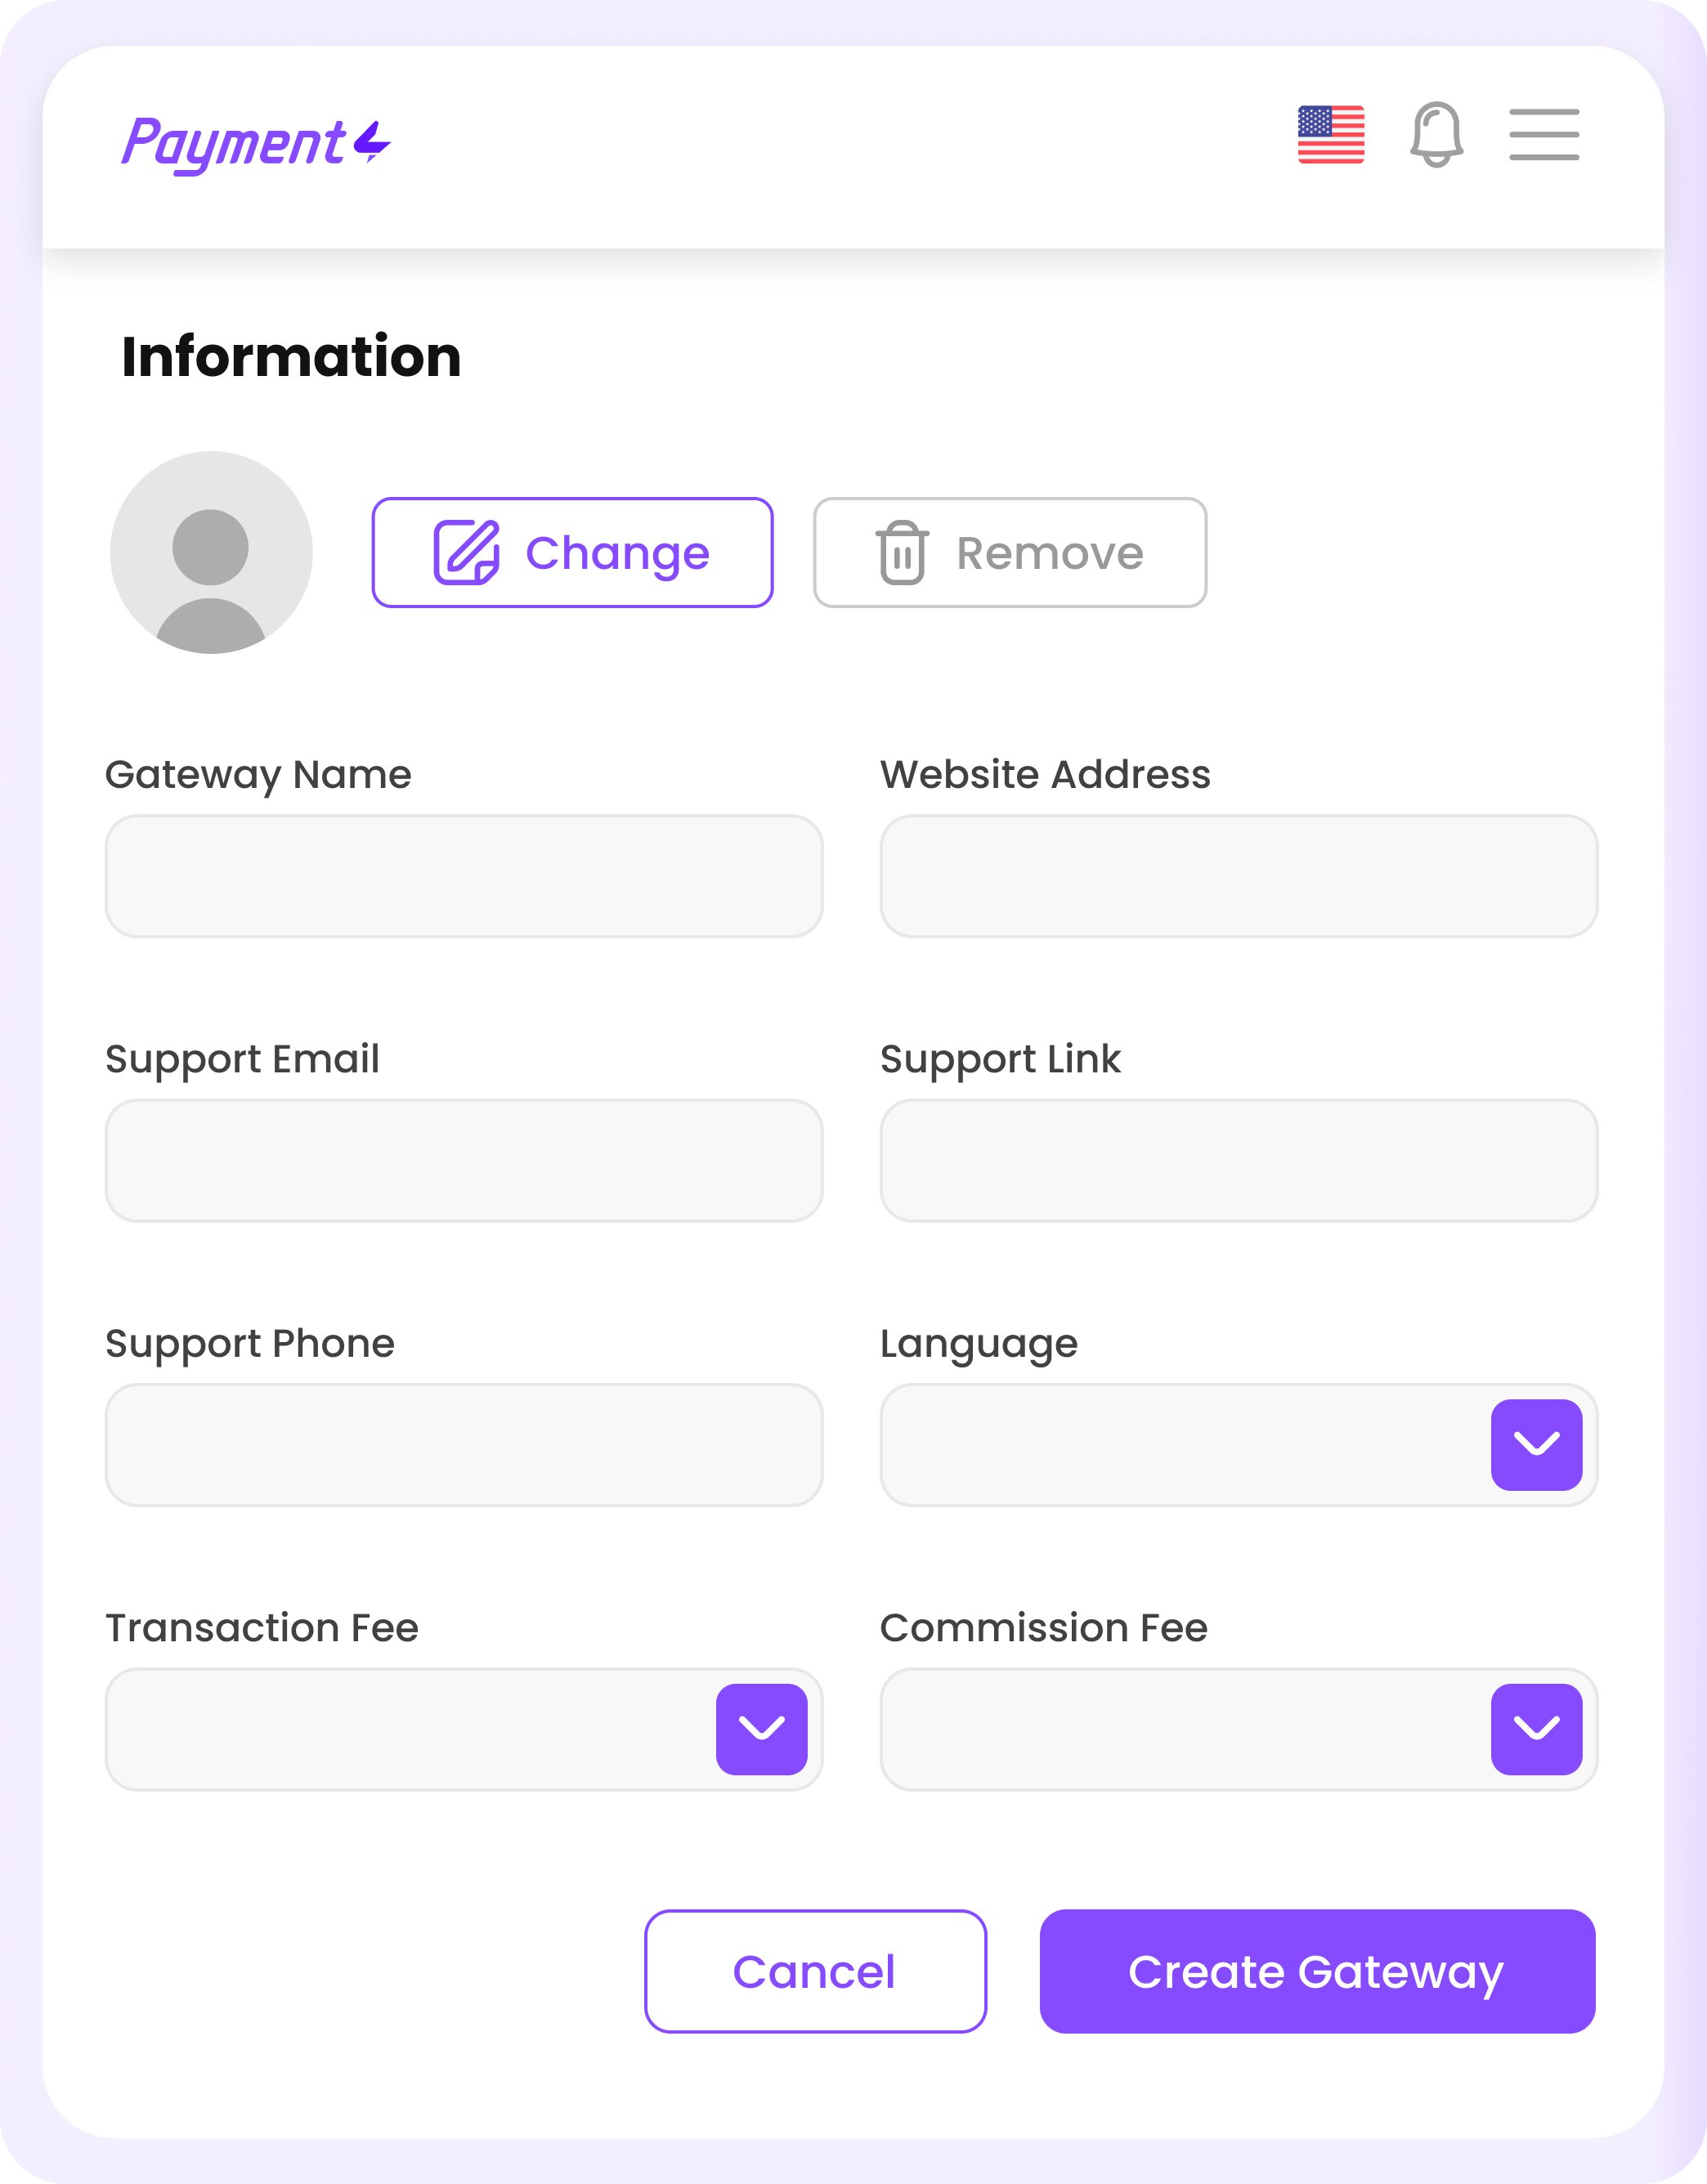 Payment4
Information
Change
Remove
Gateway Name
Website Address
Support Email
Support Link
Support Phone
Language
Transaction Fee
Commission Fee
Cancel
Create Gateway